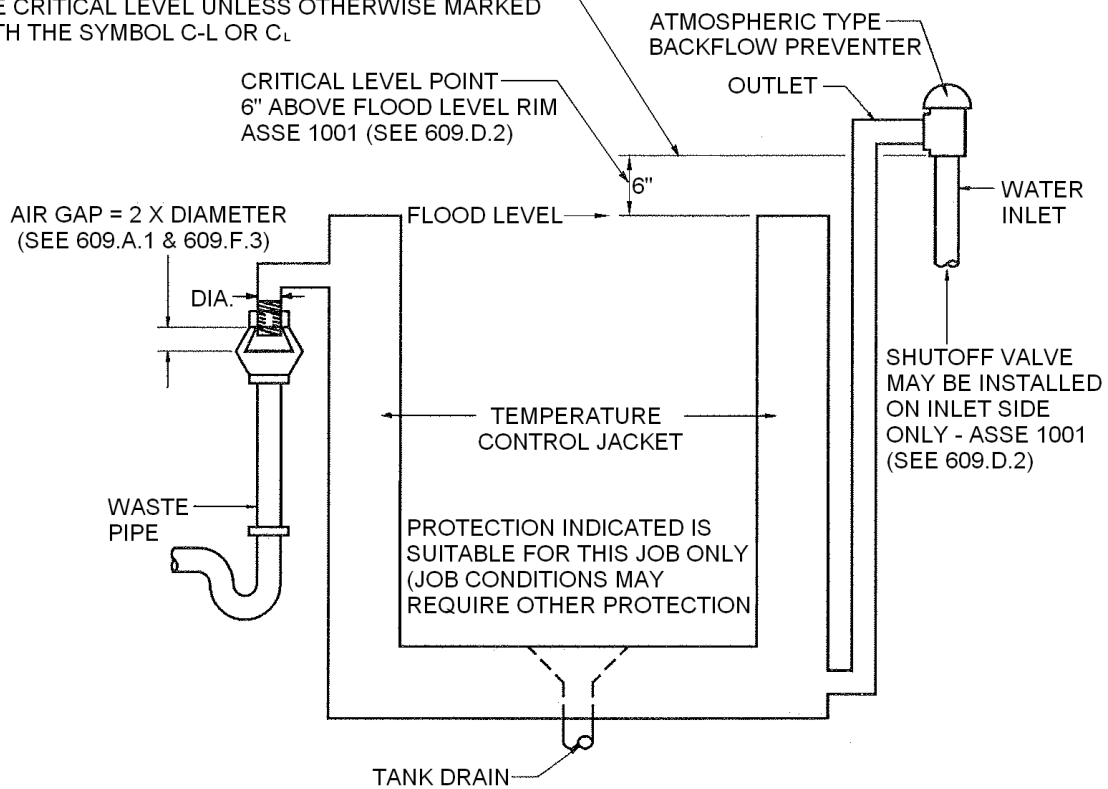 E CRITICAL LEVEL UNLESS OTHERWISE MARKED
TH THE SYMBOL C-L OR CL
ATMOSPHERIC TYPE
BACKFLOW PREVENTER
OUTLET
CRITICAL LEVEL POINT
6" ABOVE FLOOD LEVEL RIM
ASSE 1001 (SEE 609.D.2)
6"
WATER
INLET
AIR GAP = 2 X DIAMETER
(SEE 609.A.1 & 609.F.3)
FLOOD LEVEL
DIA.
SHUTOFF VALVE
MAY BE INSTALLED
ON INLET SIDE
ONLY - ASSE 1001
(SEE 609.D.2)
TEMPERATURE
CONTROL JACKET
WASTE
PIPE
PROTECTION INDICATED IS
SUITABLE FOR THIS JOB ONLY
(JOB CONDITIONS MAY
REQUIRE OTHER PROTECTION
TANK DRAIN